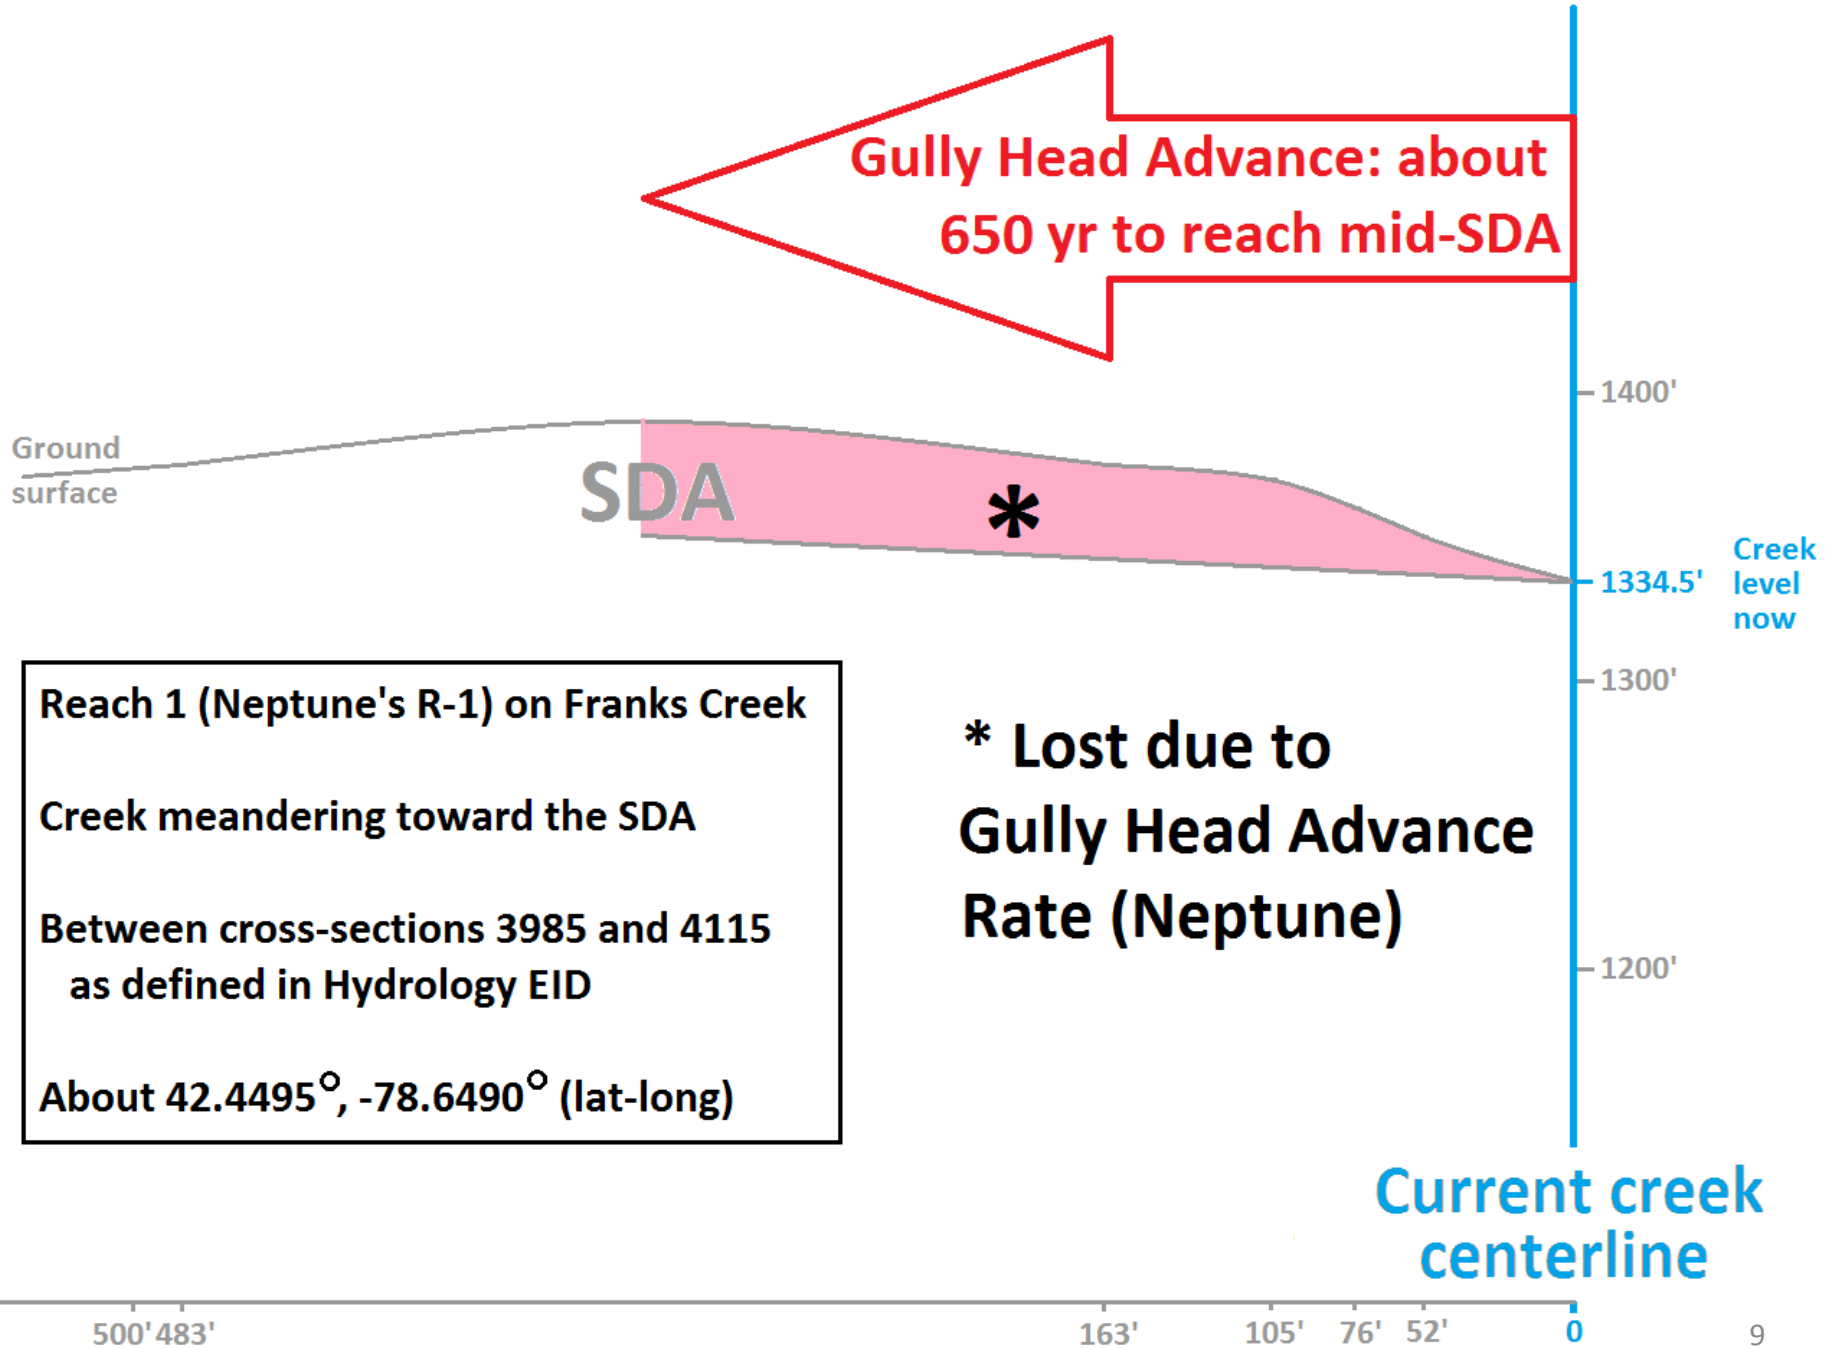 Gully Head Advance: about
650 yr to reach mid-SDA
1400'
Ground
surface
SDA
*
Creek
level
now
1334.5'
1300'
Reach 1 (Neptune's R-1) on Franks Creek
Creek meandering toward the SDA
Between cross-sections 3985 and 4115
as defined in Hydrology EID
About 42.4495°, -78.6490° (lat-long)
* Lost due to
Gully Head Advance
Rate (Neptune)
1200'
Current creek
centerline
500' 483' 163' 105' 76' 52' 0
9